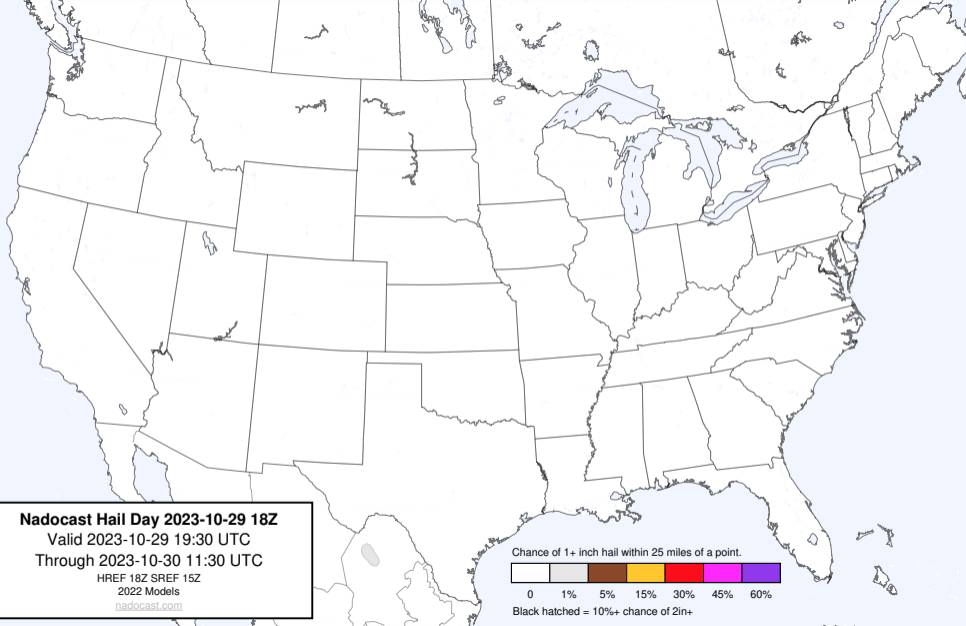 Nadocast Hail Day 2023-10-29 18Z
Valid 2023-10-29 19:30 UTC
Through 2023-10-30 11:30 UTC
HREF 18Z SREF 15Z
2022 Models
nadocast.com
Chance of 1+ inch hail within 25 miles of a point.
0 1% 5% 15% 30% 45% 60%
Black hatched = 10%+ chance of 2in+